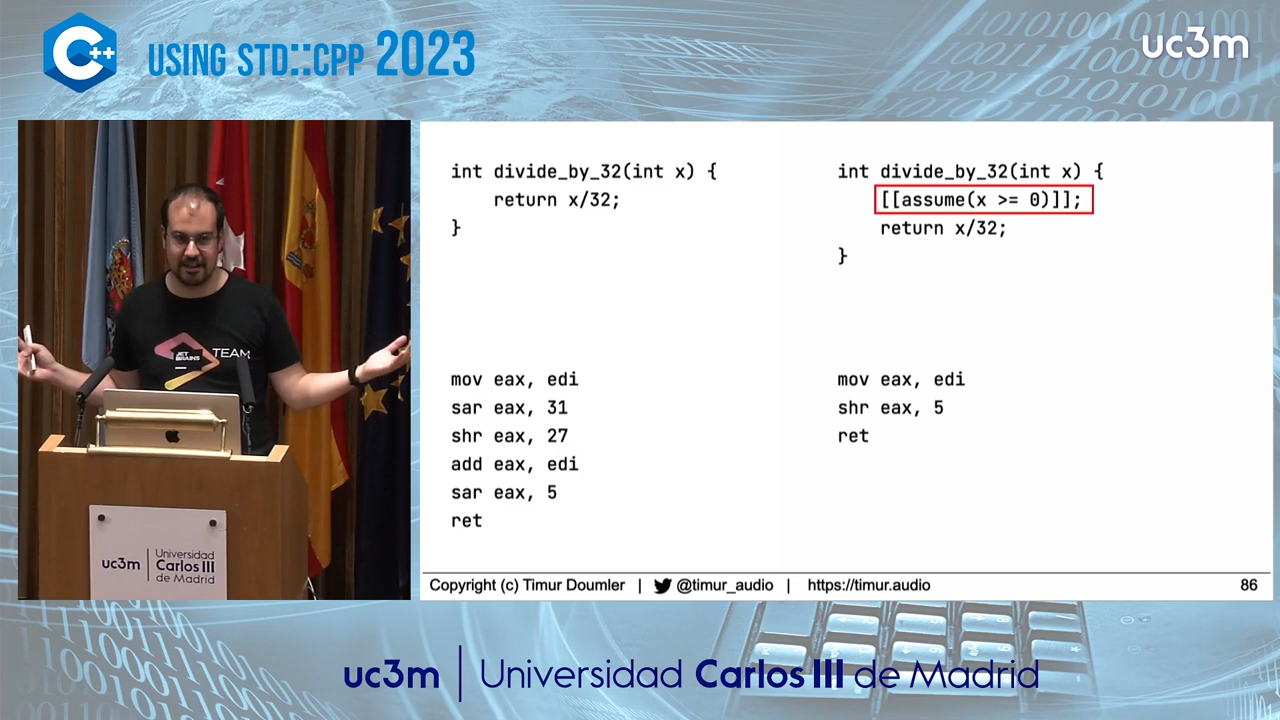 C++
USING STD::CPP 2023
uc3m
int divide_by_32(int x) {
return x/32;
}
int divide_by_32(int x) {
[[assume(x >= 0)]];
return x/32;
}
mov eax, edi
sar eax, 31
shr eax, 27
add eax, edi
sar eax, 5
ret
mov eax, edi
shr eax, 5
ret
Copyright (c) Timur Doumler | @timur_audio | https://timur.audio
86
JET
BRAINS
TEAM
uc3m | Universidad
Carlos III
de Madrid
uc3m | Universidad Carlos III de Madrid